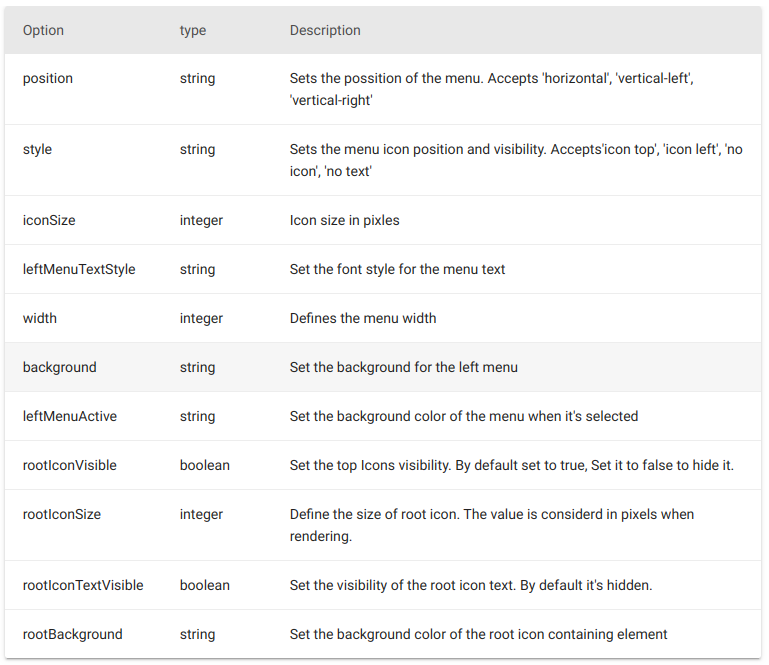 Option type Description
position string Sets the possition of the menu. Accepts 'horizontal', 'vertical-left',
'vertical-right'
style string Sets the menu icon position and visibility. Accepts'icon top', 'icon left', 'no
icon', 'no text'
iconSize integer Icon size in pixles
leftMenuTextStyle string Set the font style for the menu text
width integer Defines the menu width
background string Set the background for the left menu
leftMenuActive string Set the background color of the menu when it's selected
rootIconVisible boolean Set the top Icons visibility. By default set to true, Set it to false to hide it.
rootIconSize integer Define the size of root icon. The value is considerd in pixels when
rendering.
rootIconTextVisible boolean Set the visibility of the root icon text. By default it's hidden.
rootBackground string Set the background color of the root icon containing element